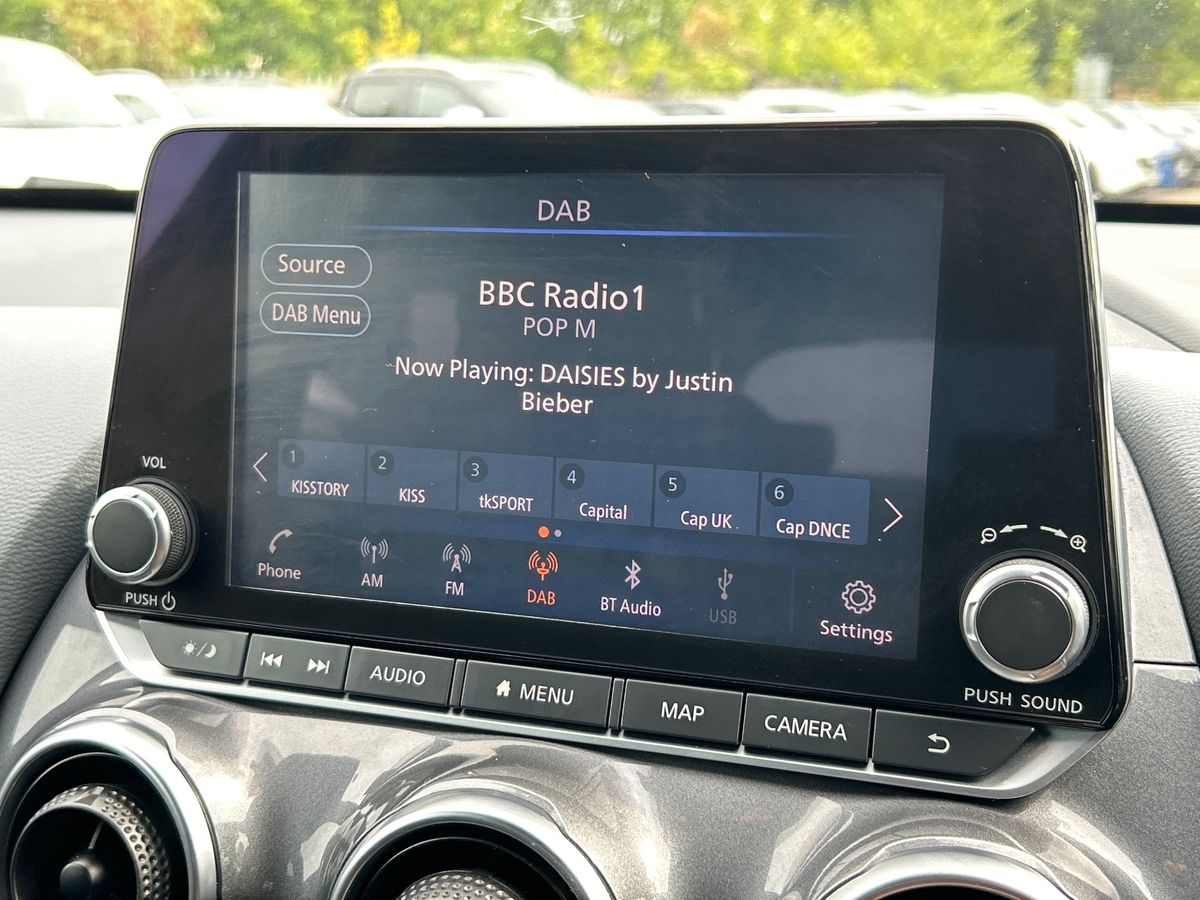 DAB
Source
DAB Menu
BBC Radio1
POP M
Now Playing: DAISIES by Justin
Bieber
1 KISSTORY
2 KISS
3 tkSPORT
4 Capital
5 Cap UK
6 Cap DNCE
Phone
AM
FM
DAB
BT Audio
USB
Settings
VOL
PUSH
PUSH SOUND
AUDIO
MENU
MAP
CAMERA